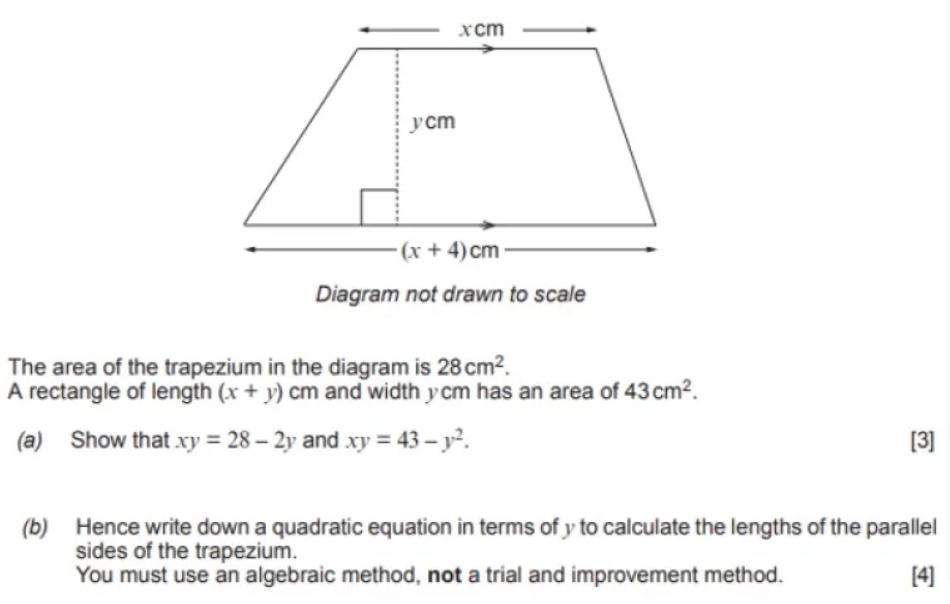 x cm
y cm
(x + 4) cm
Diagram not drawn to scale
The area of the trapezium in the diagram is 28 cm².
A rectangle of length (x + y) cm and width y cm has an area of 43 cm².
(a) Show that xy = 28 – 2y and xy = 43 – y². [3]
(b) Hence write down a quadratic equation in terms of y to calculate the lengths of the parallel
sides of the trapezium.
You must use an algebraic method, not a trial and improvement method. [4]